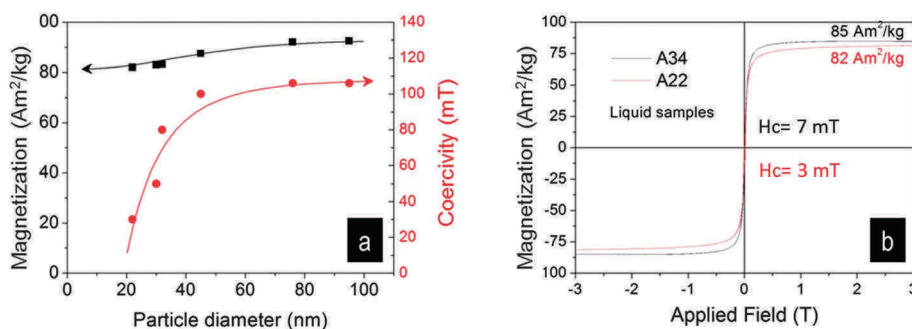 00
80
60
40
20
00
Magnetization (Am²/kg)
0 20 40 60 80 100
Particle diameter (nm)
140
120
100
80
60
40
20
0
Coercivity (mT)
a
100
75
50
25
0
-25
-50
-75
100
Magnetization (Am²/kg)
A34
A22
Liquid samples
85 Am²/kg
82 Am²/kg
Hc= 7 mT
Hc= 3 mT
b
-3 -2 -1 0 1 2 3
Applied Field (T)